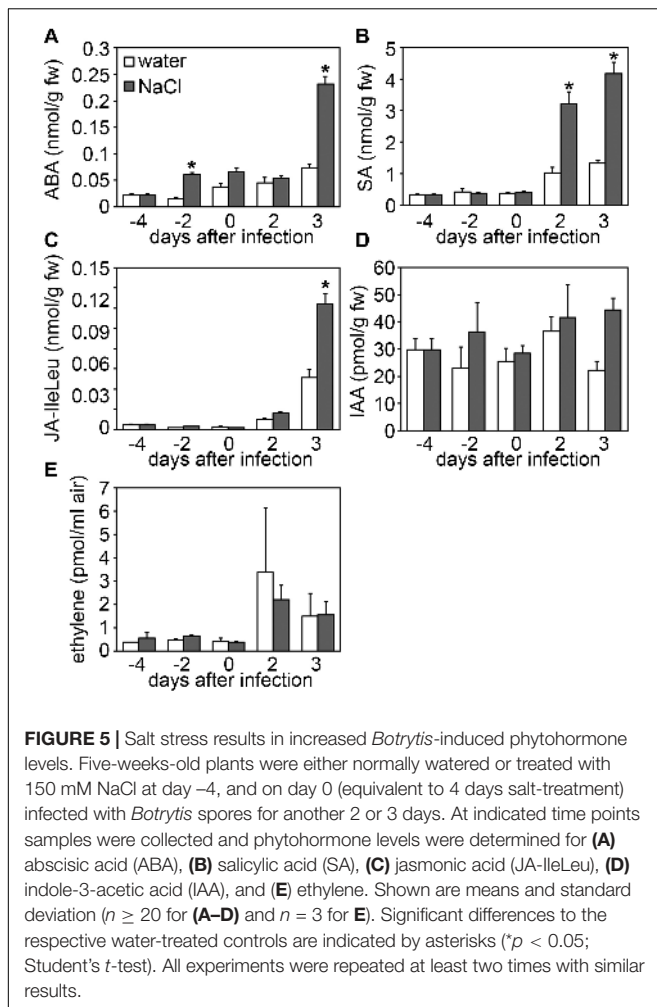 A
B
0.3
0.25
0.2
0.15
0.1
0.05
0
ABA (nmol/g fw)
water
NaCl
*
*
-4 -2 0 2 3
days after infection
5
4
3
2
1
0
SA (nmol/g fw)
*
*
-4 -2 0 2 3
days after infection
C
D
0.15
0.12
0.06
0.03
0
JA-IleLeu (nmol/g fw)
*
-4 -2 0 2 3
days after infection
60
50
40
30
20
10
0
IAA (pmol/g fw)
-4 -2 0 2 3
days after infection
E
7
6
5
4
3
2
1
0
ethylene (pmol/ml air)
-4 -2 0 2 3
days after infection
FIGURE 5 | Salt stress results in increased Botrytis-induced phytohormone
levels. Five-weeks-old plants were either normally watered or treated with
150 mM NaCl at day –4, and on day 0 (equivalent to 4 days salt-treatment)
infected with Botrytis spores for another 2 or 3 days. At indicated time points
samples were collected and phytohormone levels were determined for (A)
abscisic acid (ABA), (B) salicylic acid (SA), (C) jasmonic acid (JA-IleLeu), (D)
indole-3-acetic acid (IAA), and (E) ethylene. Shown are means and standard
deviation (n ≥ 20 for (A–D) and n = 3 for E). Significant differences to the
respective water-treated controls are indicated by asterisks (*p < 0.05;
Student's t-test). All experiments were repeated at least two times with similar
results.